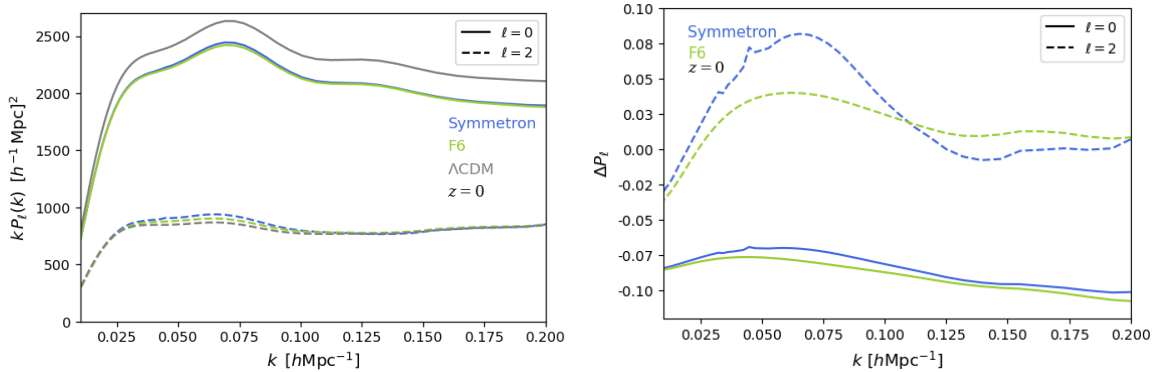 2500
2000
1500
1000
500
0
k P_ℓ(k) [h⁻¹ Mpc]²
ℓ = 0
ℓ = 2
Symmetron
F6
ΛCDM
z = 0
0.025 0.050 0.075 0.100 0.125 0.150 0.175 0.200
k [hMpc⁻¹]
0.10
0.08
0.05
0.03
0.00
-0.02
-0.05
-0.07
-0.10
ΔP_ℓ
Symmetron
F6
z = 0
ℓ = 0
ℓ = 2
0.025 0.050 0.075 0.100 0.125 0.150 0.175 0.200
k [hMpc⁻¹]